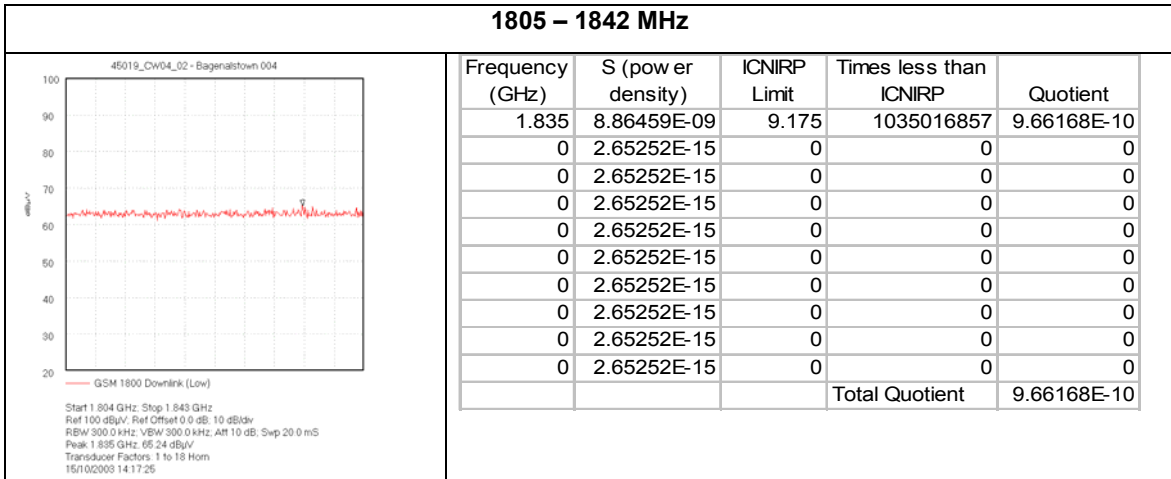 1805 – 1842 MHz
45019_CW04_02 - Bagenalstown 004
100
90
80
70
60
50
40
30
20
dBµV
GSM 1800 Downlink (Low)
Start 1.804 GHz; Stop 1.843 GHz
Ref 100 dBµV; Ref Offset 0.0 dB; 10 dB/div
RBW 300.0 kHz; VBW 300.0 kHz; Att 10 dB; Swp 20.0 mS
Peak 1.835 GHz, 65.24 dBµV
Transducer Factors: 1 to 18 Horn
15/10/2003 14:17:25
Frequency (GHz) S (pow er density) ICNIRP Limit Times less than ICNIRP Quotient
1.835 8.86459E-09 9.175 1035016857 9.66168E-10
0 2.65252E-15 0 0 0
0 2.65252E-15 0 0 0
0 2.65252E-15 0 0 0
0 2.65252E-15 0 0 0
0 2.65252E-15 0 0 0
0 2.65252E-15 0 0 0
0 2.65252E-15 0 0 0
0 2.65252E-15 0 0 0
0 2.65252E-15 0 0 0
Total Quotient 9.66168E-10